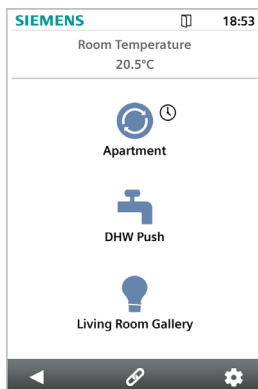 SIEMENS 18:53
Room Temperature
20.5°C
Apartment
DHW Push
Living Room Gallery